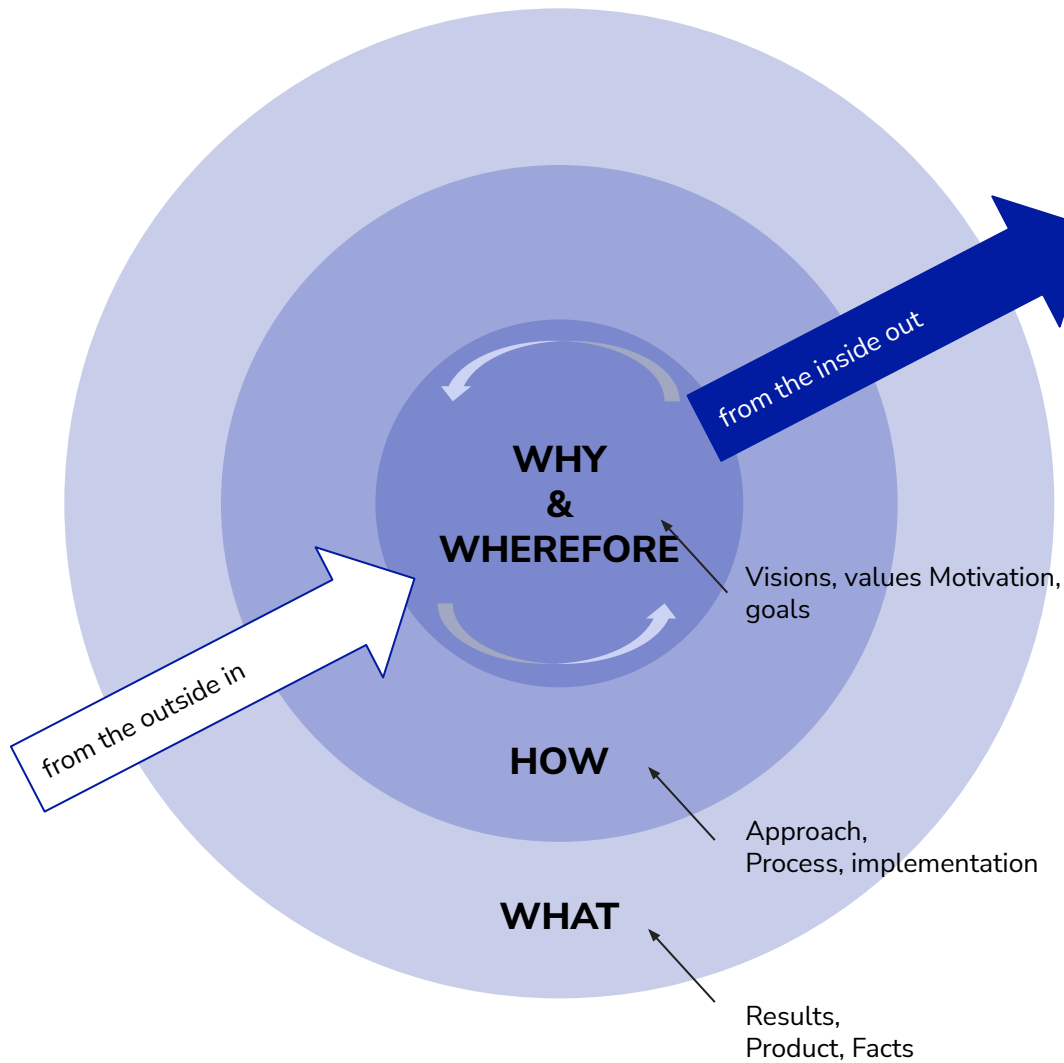 from the inside out
WHY
&
WHEREFORE
Visions, values Motivation,
goals
from the outside in
HOW
Approach,
Process, implementation
WHAT
Results,
Product, Facts